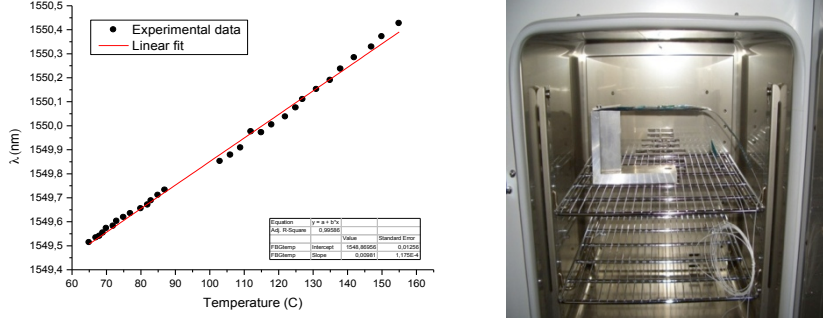 1550,5
1550,4
1550,3
1550,2
1550,1
1550,0
1549,9
1549,8
1549,7
1549,6
1549,5
1549,4
λ (nm)
Experimental data
Linear fit
Equation y = a + b*x
Adj. R-Square 0,99586
Value Standard Error
FBGtemp Intercept 1548,86956 0,01256
FBGtemp Slope 0,00981 1,175E-4
60 70 80 90 100 110 120 130 140 150 160
Temperature (C)